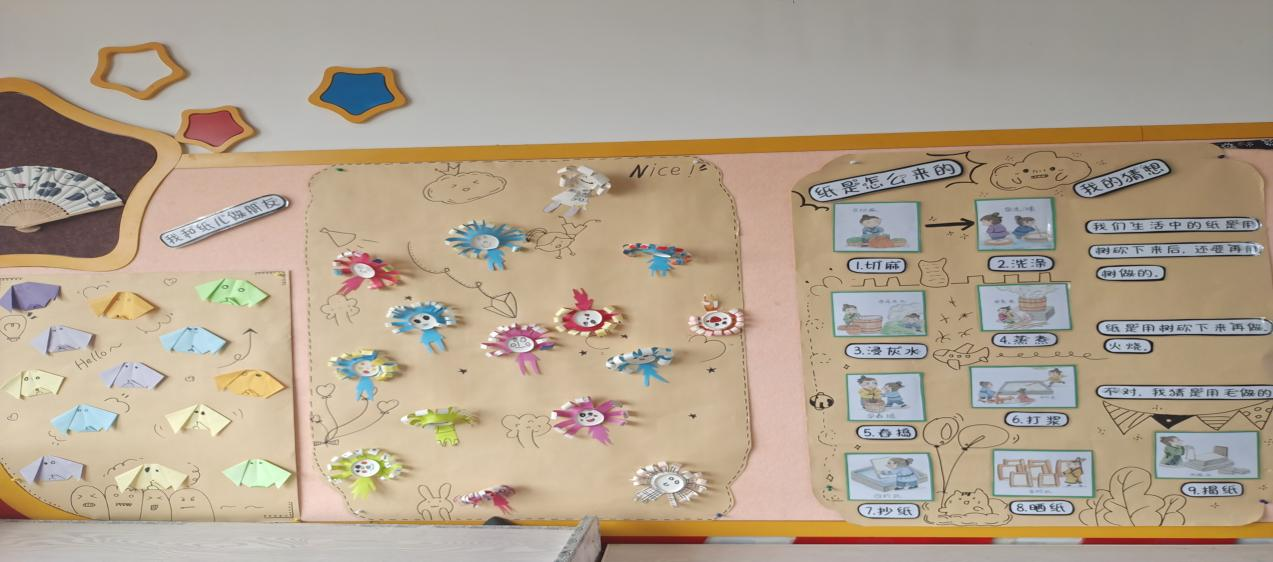 我和纸儿做朋友
Hello~
Nice!
纸是怎么来的
1.切麻
2.洗涤
3.浸灰水
4.蒸煮
5.舂捣
6.打浆
7.抄纸
8.晒纸
9.揭纸
我的猜想
我们生活中的纸是用
树砍下来后,还要再
树做的。
纸是用树砍下来再做
火烧。
不对,我猜是用毛做的